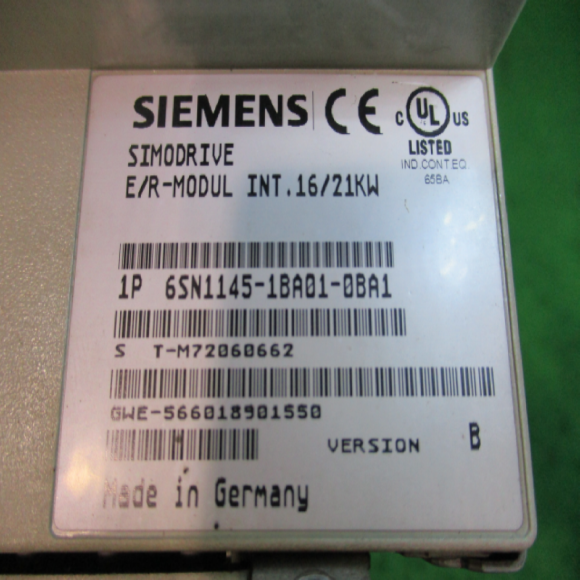 SIEMENS CE C UL US
LISTED
SIMODRIVE
IND.CONT.EQ.
E/R-MODUL INT.16/21KW
65BA
1P 6SN1145-1BA01-0BA1
S T-M72060662
GWE-566018901550
VERSION B
Made in Germany